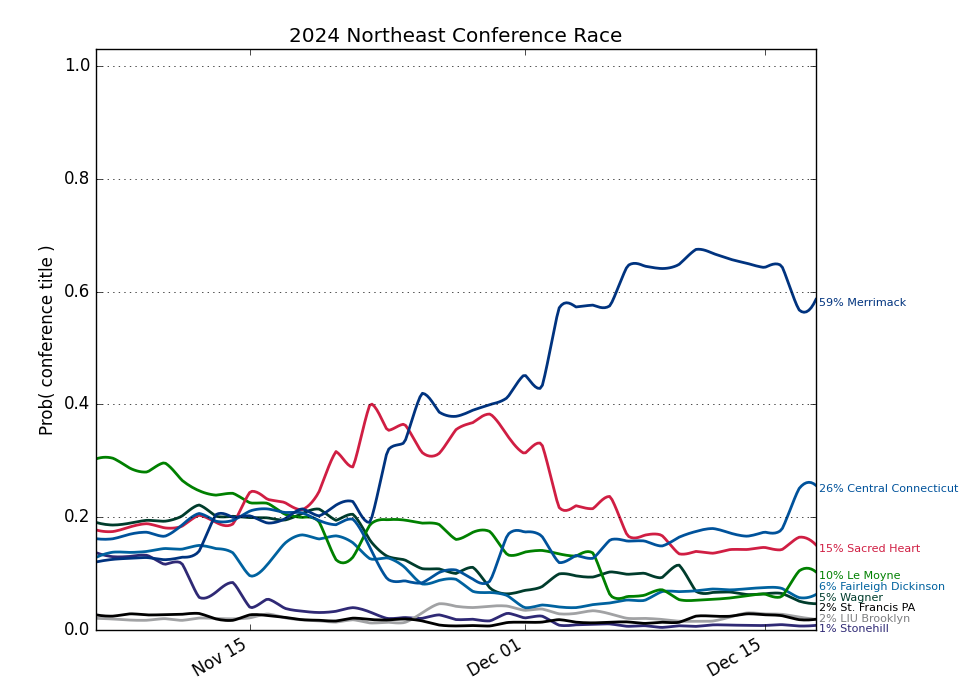 2024 Northeast Conference Race
Prob( conference title )
1.0
0.8
0.6
0.4
0.2
0.0
Nov 15
Dec 01
Dec 15
59% Merrimack
26% Central Connecticut
15% Sacred Heart
10% Le Moyne
6% Fairleigh Dickinson
5% Wagner
2% St. Francis PA
2% LIU Brooklyn
1% Stonehill